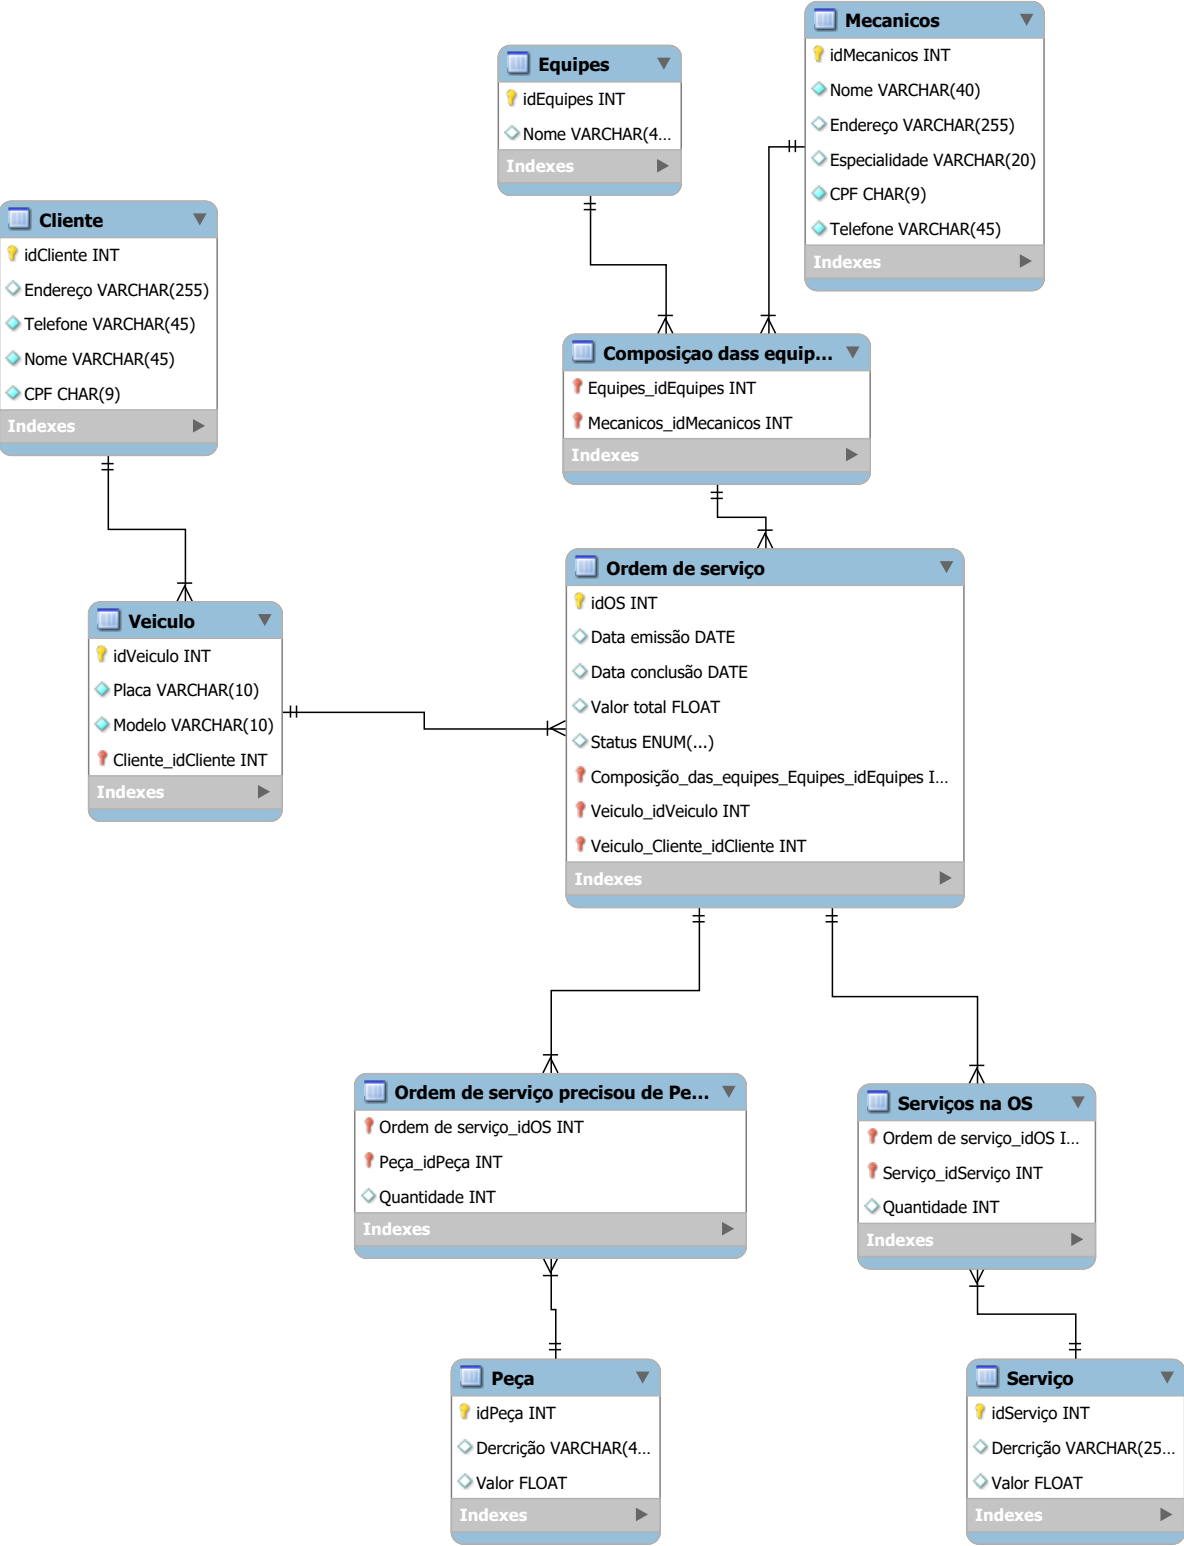 Mecanicos
idMecanicos INT
Nome VARCHAR(40)
Endereço VARCHAR(255)
Especialidade VARCHAR(20)
CPF CHAR(9)
Telefone VARCHAR(45)
Indexes
Equipes
idEquipes INT
Nome VARCHAR(4...
Indexes
Cliente
idCliente INT
Endereço VARCHAR(255)
Telefone VARCHAR(45)
Nome VARCHAR(45)
CPF CHAR(9)
Indexes
Composiçao dass equip...
Equipes_idEquipes INT
Mecanicos_idMecanicos INT
Indexes
Veiculo
idVeiculo INT
Placa VARCHAR(10)
Modelo VARCHAR(10)
Cliente_idCliente INT
Indexes
Ordem de serviço
idOS INT
Data emissão DATE
Data conclusão DATE
Valor total FLOAT
Status ENUM(...)
Composição_das_equipes_Equipes_idEquipes I...
Veiculo_idVeiculo INT
Veiculo_Cliente_idCliente INT
Indexes
Ordem de serviço precisou de Pe...
Ordem de serviço_idOS INT
Peça_idPeça INT
Quantidade INT
Indexes
Serviços na OS
Ordem de serviço_idOS I...
Serviço_idServiço INT
Quantidade INT
Indexes
Peça
idPeça INT
Dercrição VARCHAR(4...
Valor FLOAT
Indexes
Serviço
idServiço INT
Dercrição VARCHAR(25...
Valor FLOAT
Indexes